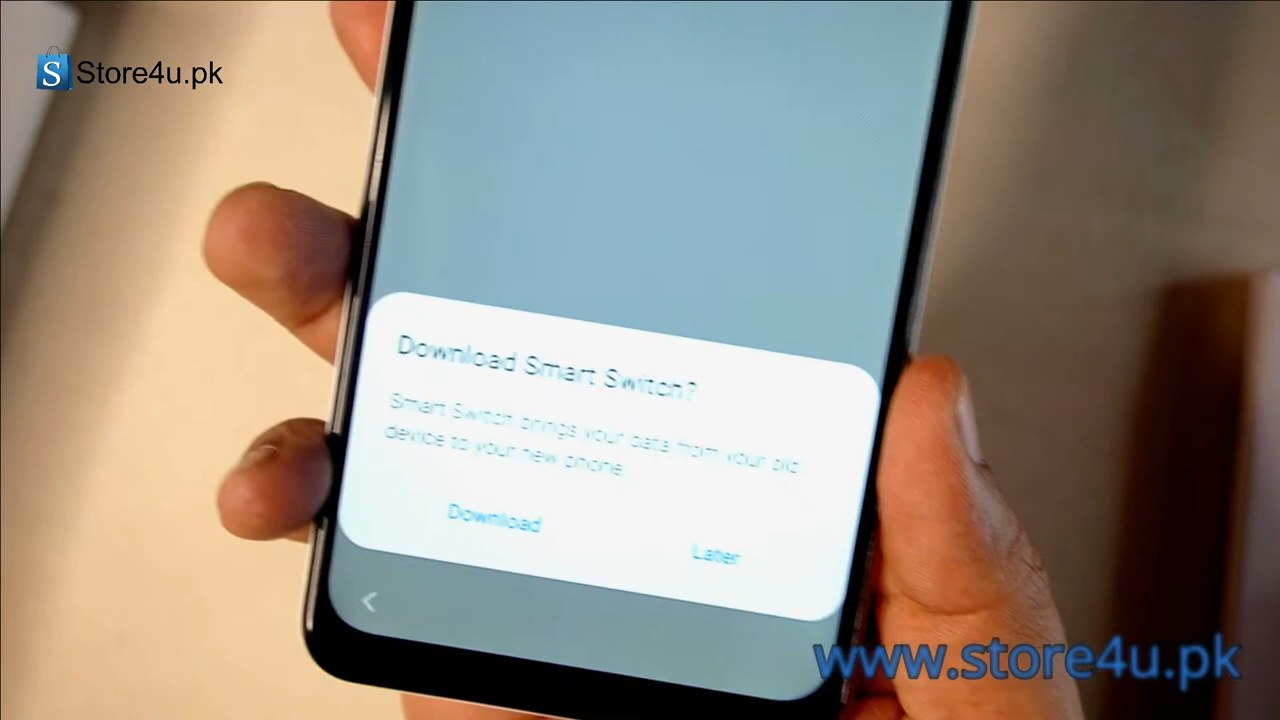 S Store4u.pk
Download Smart Switch?
Smart Switch brings your data from your old
device to your new phone.
Download
Later
www.store4u.pk